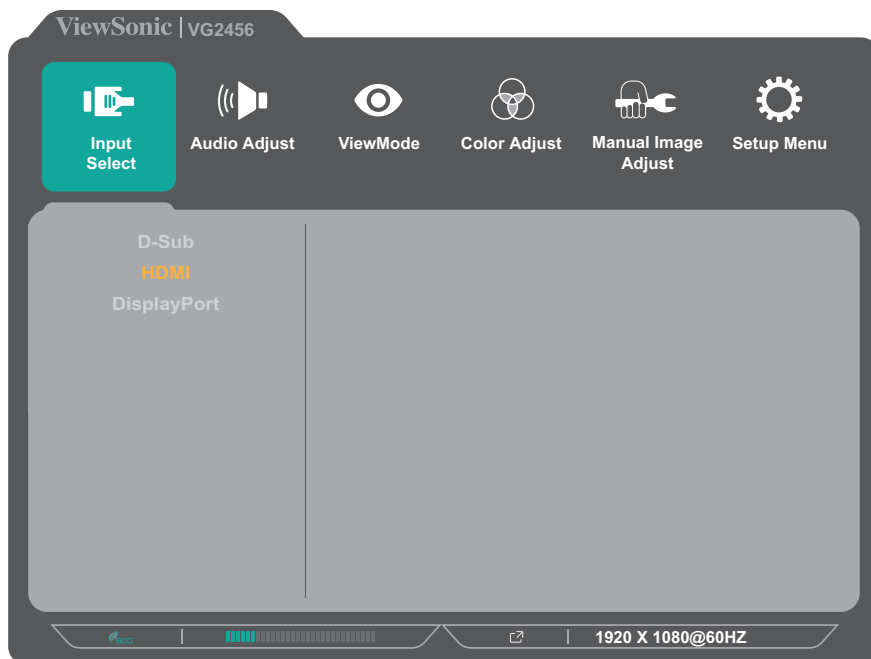 ViewSonic | VG2456
Input
Select
Audio Adjust
ViewMode
Color Adjust
Manual Image
Adjust
Setup Menu
D-Sub
HDMI
DisplayPort
eco
1920 X 1080@60HZ